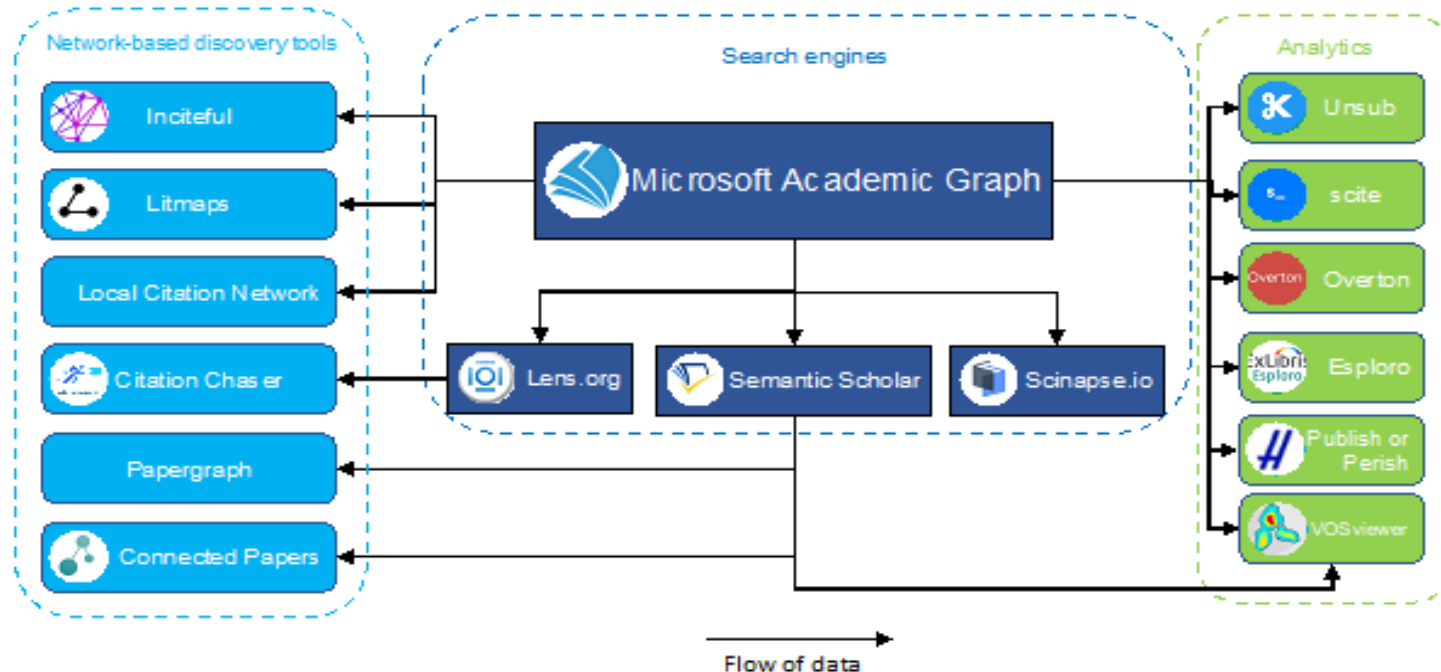 Network-based discovery tools
Inciteful
Litmaps
Local Citation Network
Citation Chaser
Papergraph
Connected Papers
Search engines
Microsoft Academic Graph
Lens.org
Semantic Scholar
Scinapse.io
Analytics
Unsub
s_
scite
Overton
Overton
ExLibris
Esploro
Esploro
Publish or
Perish
VOSviewer
Flow of data